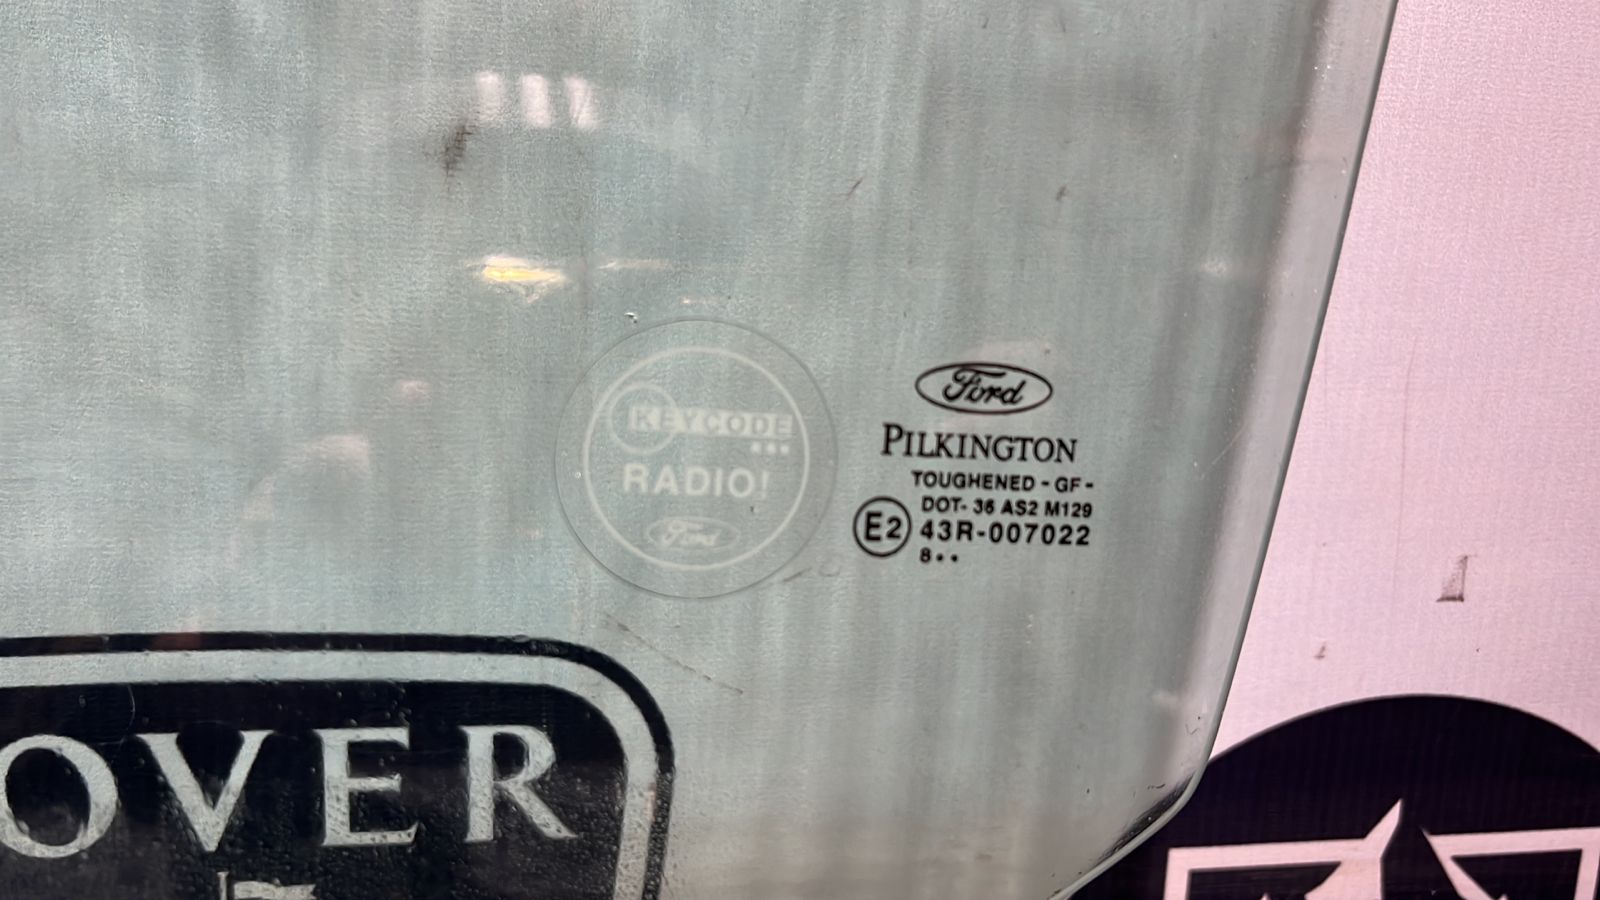 KEYCODE
RADIO!
Ford
Ford
PILKINGTON
TOUGHENED - GF -
DOT- 36 AS2 M129
E2 43R-007022
8••
OVER